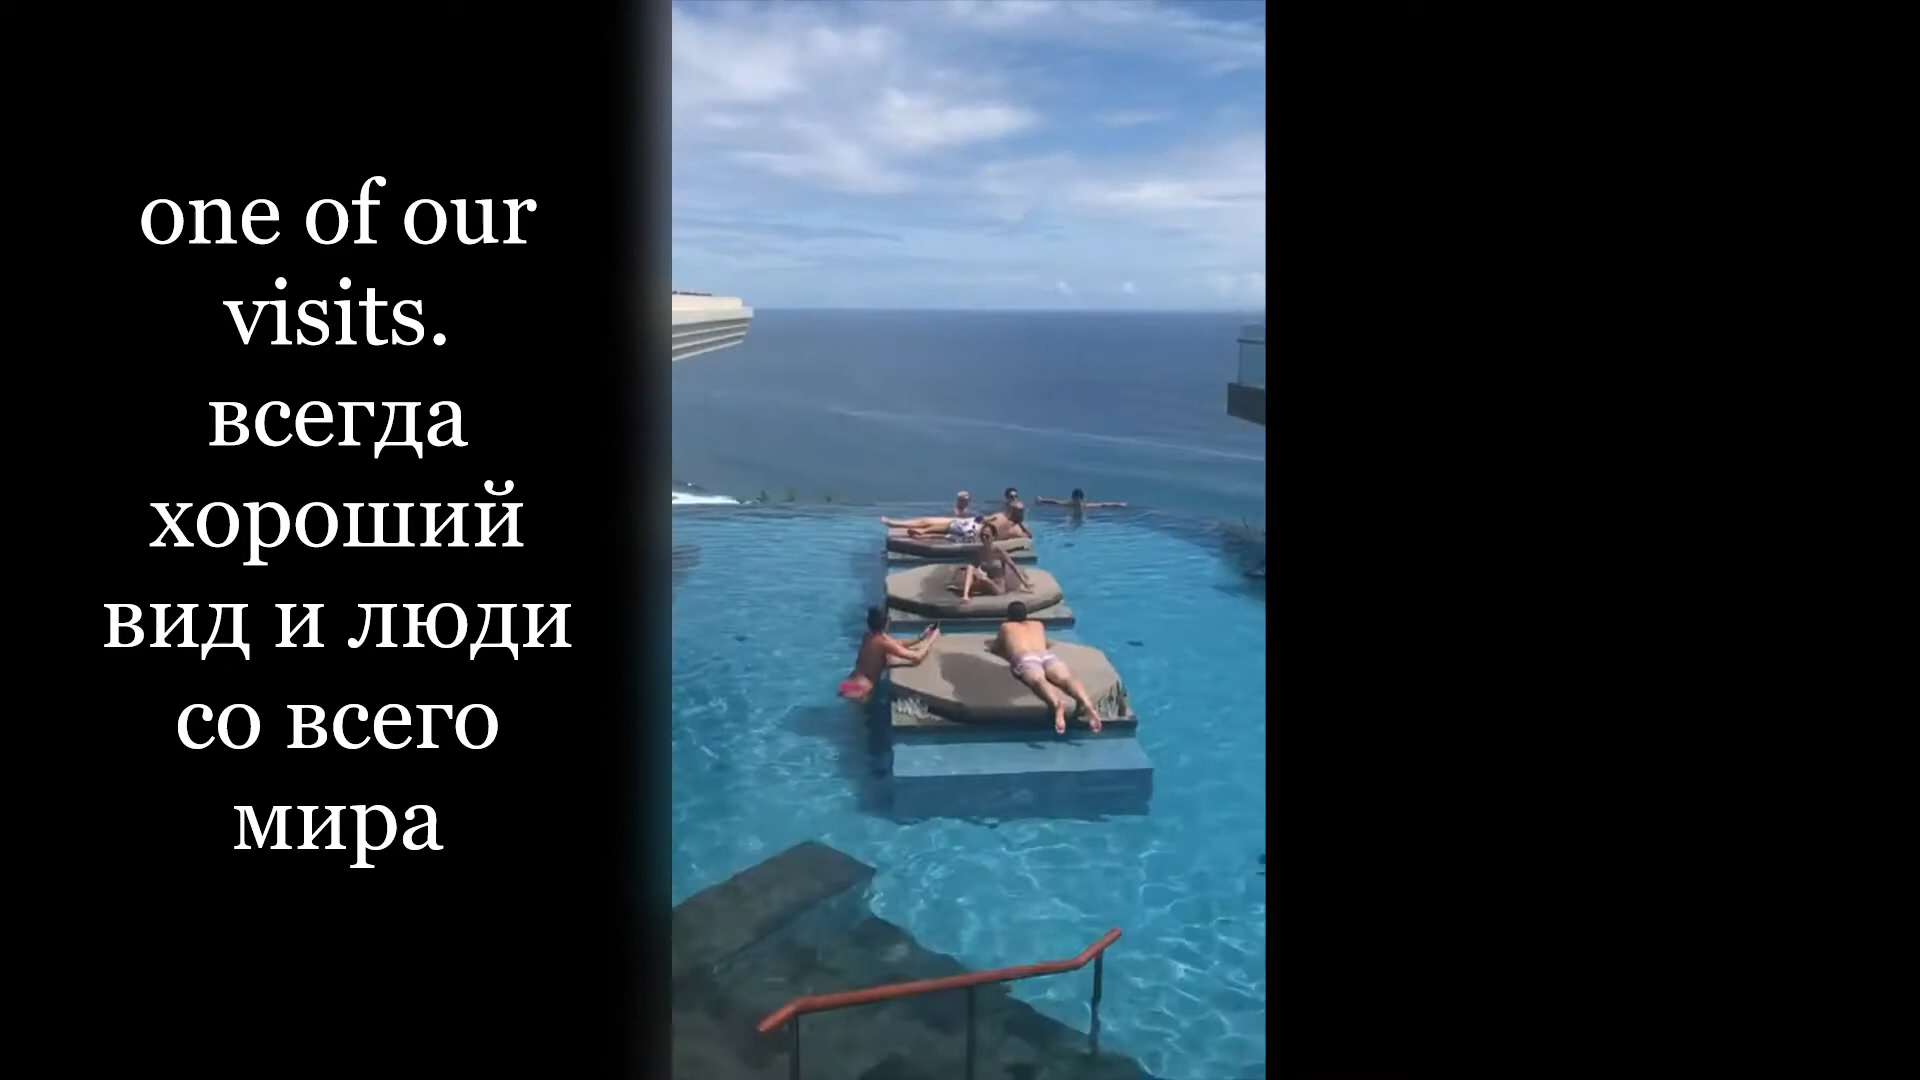 one of our
visits.
всегда
хороший
вид и люди
со всего
мира